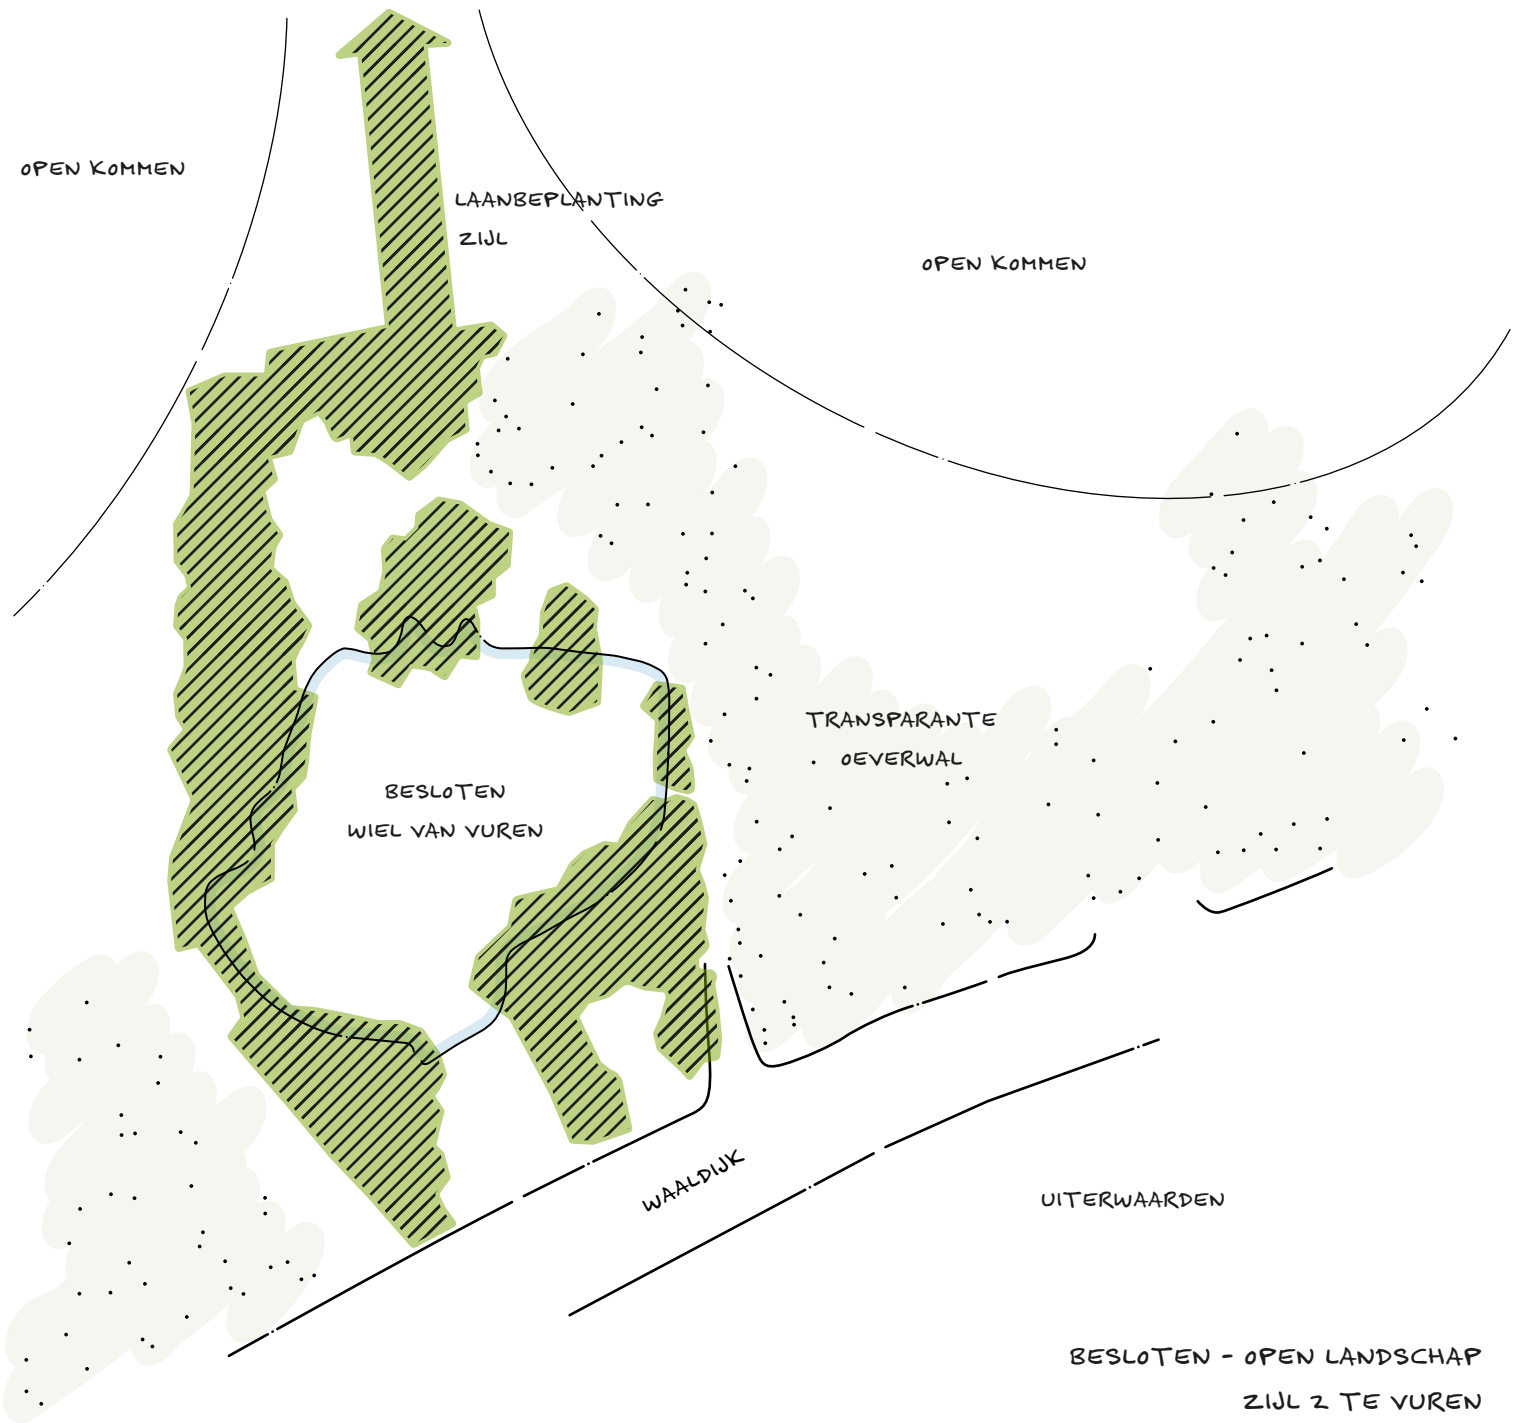 OPEN KOMMEN
LAANBEPLANTING
ZIJL
OPEN KOMMEN
TRANSPARANTE
OEVERWAL
BESLOTEN
WIEL VAN VUREN
WAALDIJK
UITERWAARDEN
BESLOTEN - OPEN LANDSCHAP
ZIJL 2 TE VUREN